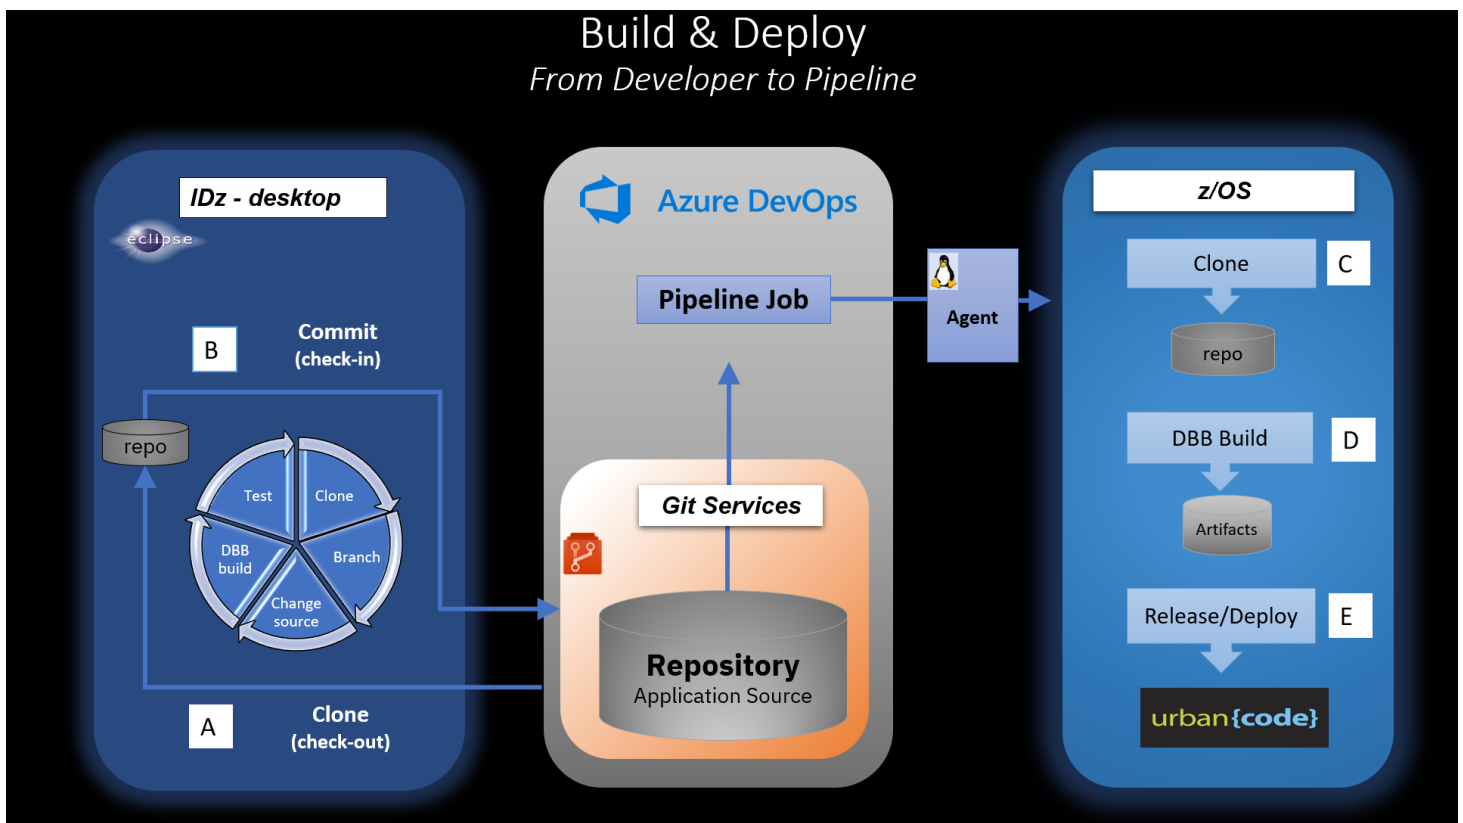 Build & Deploy
From Developer to Pipeline
IDz - desktop
eclipse
B
Commit
(check-in)
repo
Test
Clone
Branch
Change
source
DBB
build
A
Clone
(check-out)
Azure DevOps
Pipeline Job
Agent
Git Services
Repository
Application Source
z/OS
Clone
C
repo
DBB Build
D
Artifacts
Release/Deploy
E
urban{code}